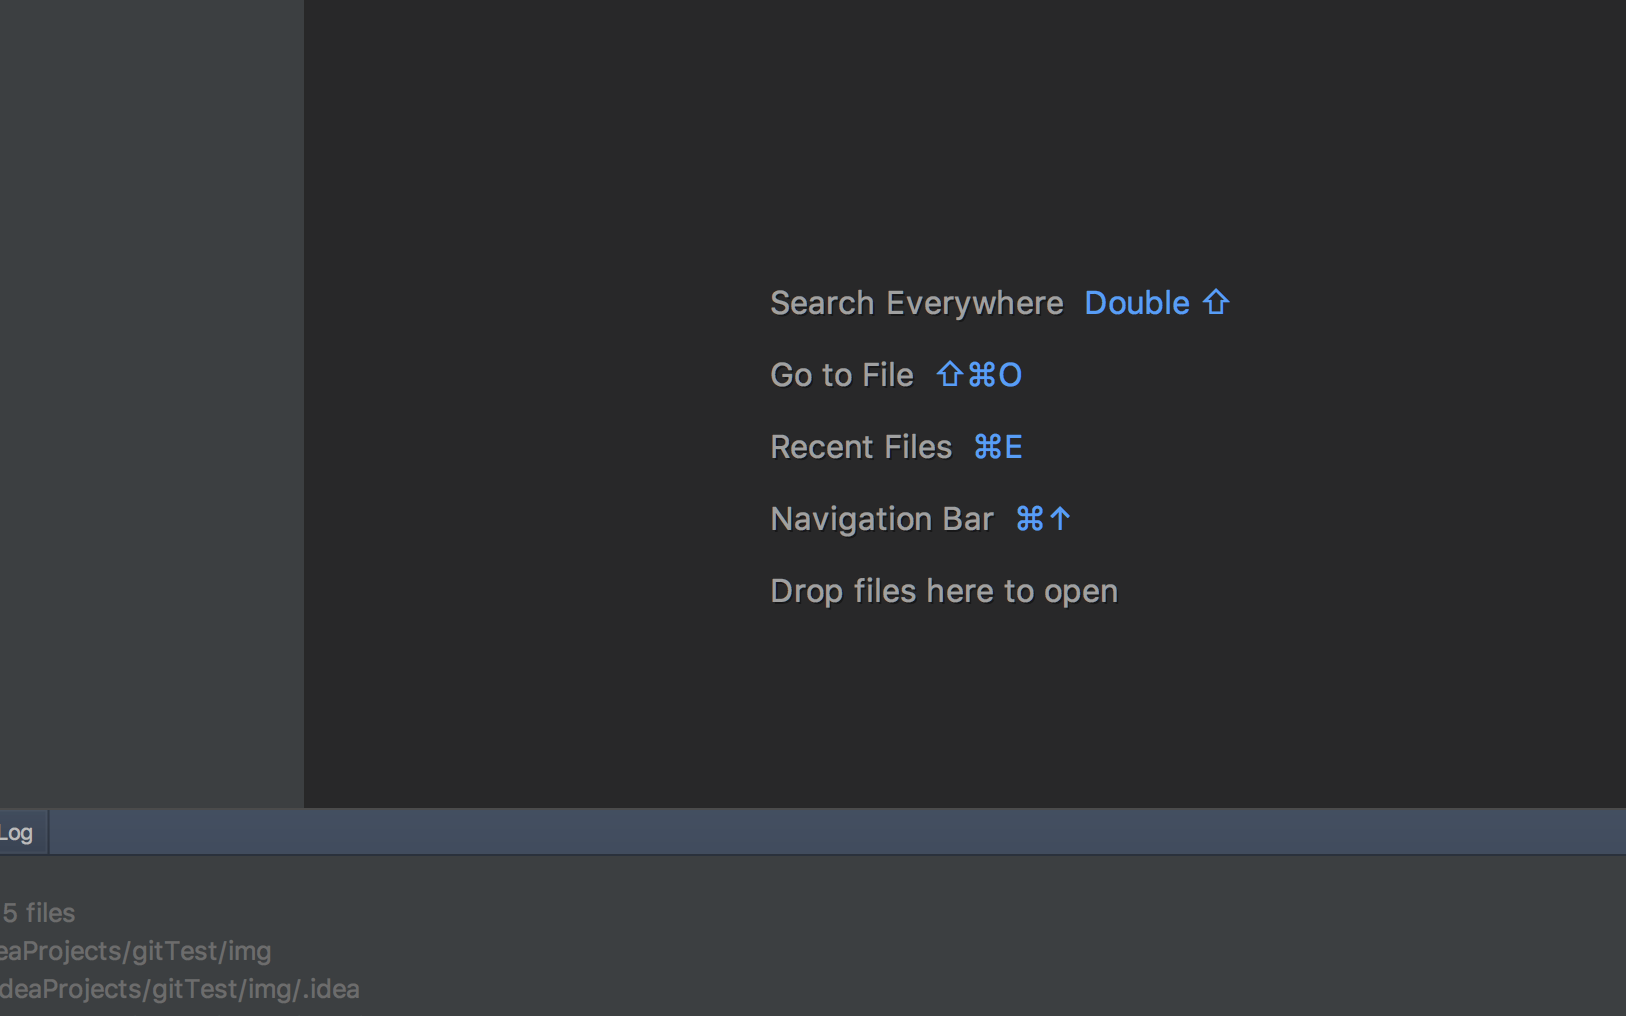 Search Everywhere Double ⇧
Go to File ⇧⌘O
Recent Files ⌘E
Navigation Bar ⌘↑
Drop files here to open
Log
5 files
eaProjects/gitTest/img
deaProjects/gitTest/img/.idea